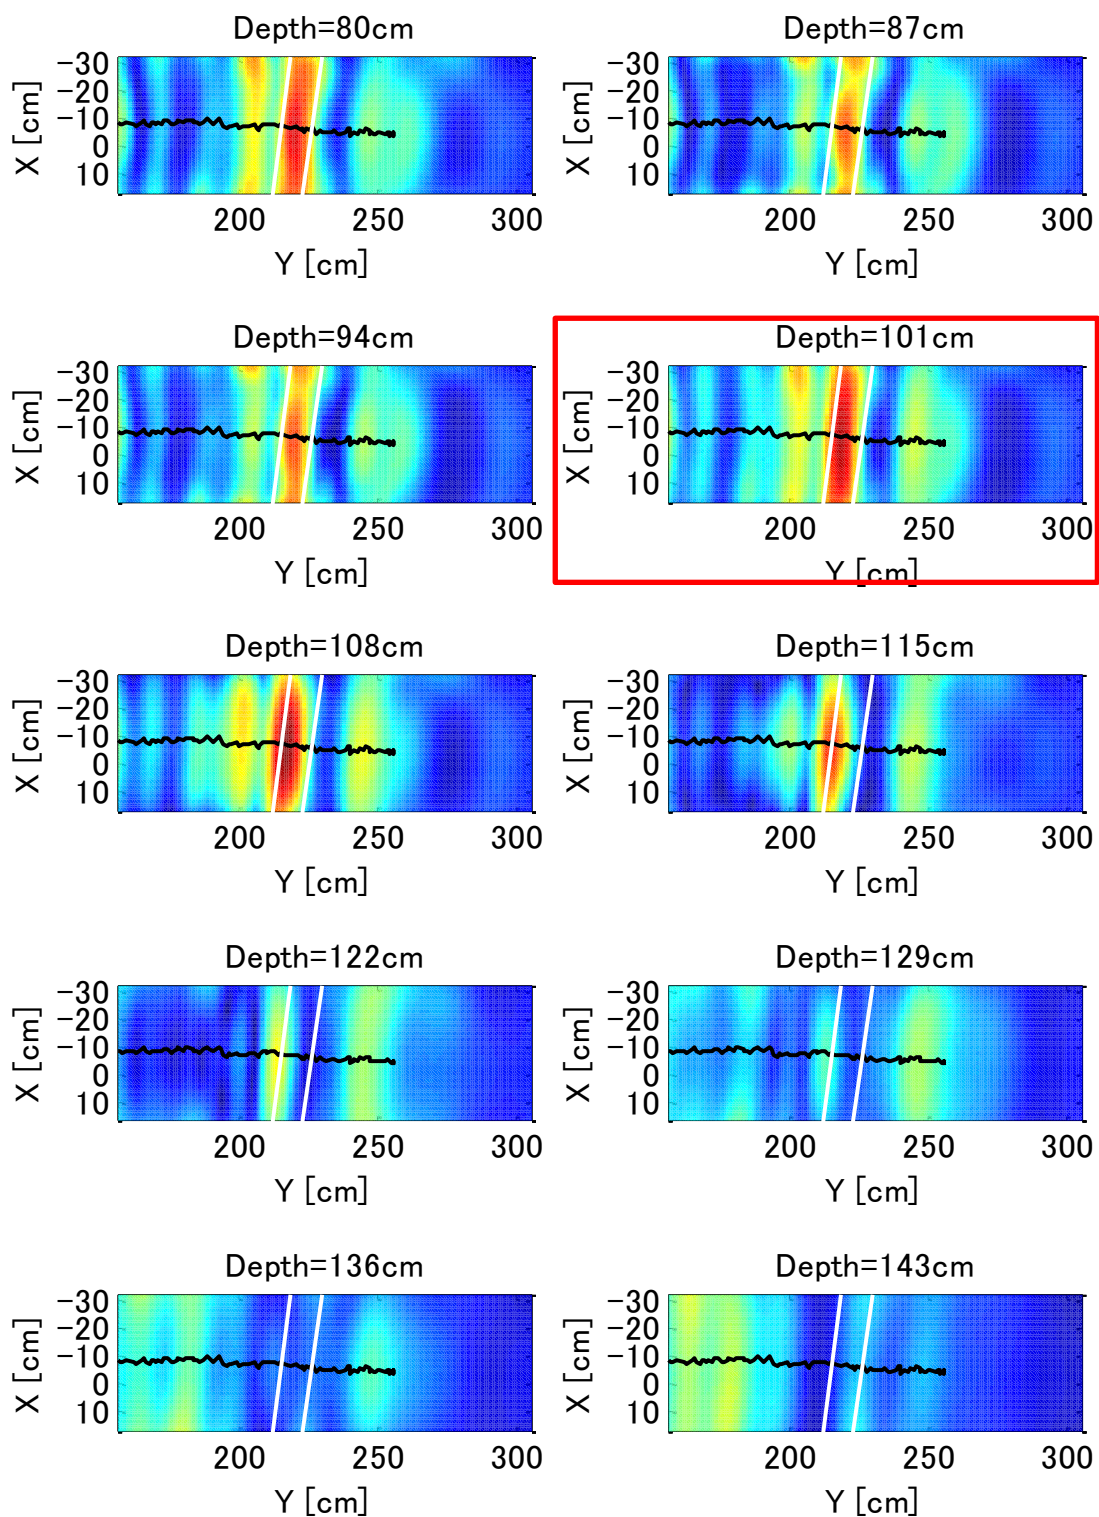 Depth=80cm
-30
-20
-10
0
10
X [cm]
200 250 300
Y [cm]
Depth=87cm
-30
-20
-10
0
10
X [cm]
200 250 300
Y [cm]
Depth=94cm
-30
-20
-10
0
10
X [cm]
200 250 300
Y [cm]
Depth=101cm
-30
-20
-10
0
10
X [cm]
200 250 300
Y [cm]
Depth=108cm
-30
-20
-10
0
10
X [cm]
200 250 300
Y [cm]
Depth=115cm
-30
-20
-10
0
10
X [cm]
200 250 300
Y [cm]
Depth=122cm
-30
-20
-10
0
10
X [cm]
200 250 300
Y [cm]
Depth=129cm
-30
-20
-10
0
10
X [cm]
200 250 300
Y [cm]
Depth=136cm
-30
-20
-10
0
10
X [cm]
200 250 300
Y [cm]
Depth=143cm
-30
-20
-10
0
10
X [cm]
200 250 300
Y [cm]